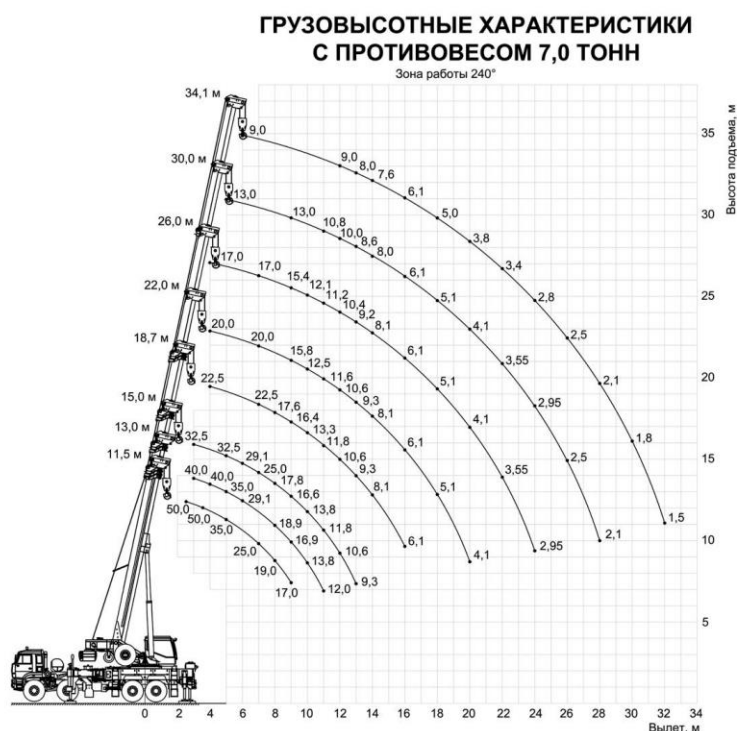 ГРУЗОВЫСОТНЫЕ ХАРАКТЕРИСТИКИ
С ПРОТИВОВЕСОМ 7,0 ТОНН
Зона работы 240°
Высота подъема, м
34,1 м
30,0 м
26,0 м
22,0 м
18,7 м
15,0 м
13,0 м
11,5 м
9,0 9,0 8,0 7,6 6,1 5,0 3,8 3,4 2,8 2,5 2,1 1,8 1,5
13,0 13,0 10,8 10,0 8,6 8,0 6,1 5,1 4,1 3,55 2,95 2,5 2,1
17,0 17,0 15,4 12,1 11,2 10,4 9,2 8,1 6,1 5,1 4,1 3,55 2,95
20,0 20,0 15,8 12,5 11,6 10,6 9,3 8,1 6,1 5,1 4,1
22,5 22,5 17,6 16,4 13,3 11,8 10,6 9,3 8,1 6,1
32,5 32,5 29,1 25,0 17,8 16,6 13,8 11,8 10,6 9,3
40,0 40,0 35,0 29,1 18,9 16,9 13,8 12,0
50,0 50,0 35,0 25,0 19,0 17,0
35
30
25
20
15
10
5
0 2 4 6 8 10 12 14 16 18 20 22 24 26 28 30 32 34
Вылет, м